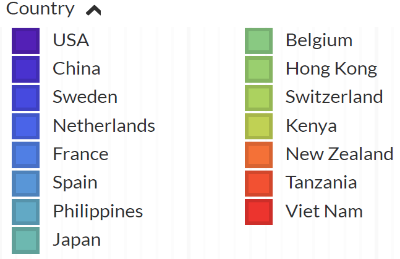 Country
USA
China
Sweden
Netherlands
France
Spain
Philippines
Japan
Belgium
Hong Kong
Switzerland
Kenya
New Zealand
Tanzania
Viet Nam